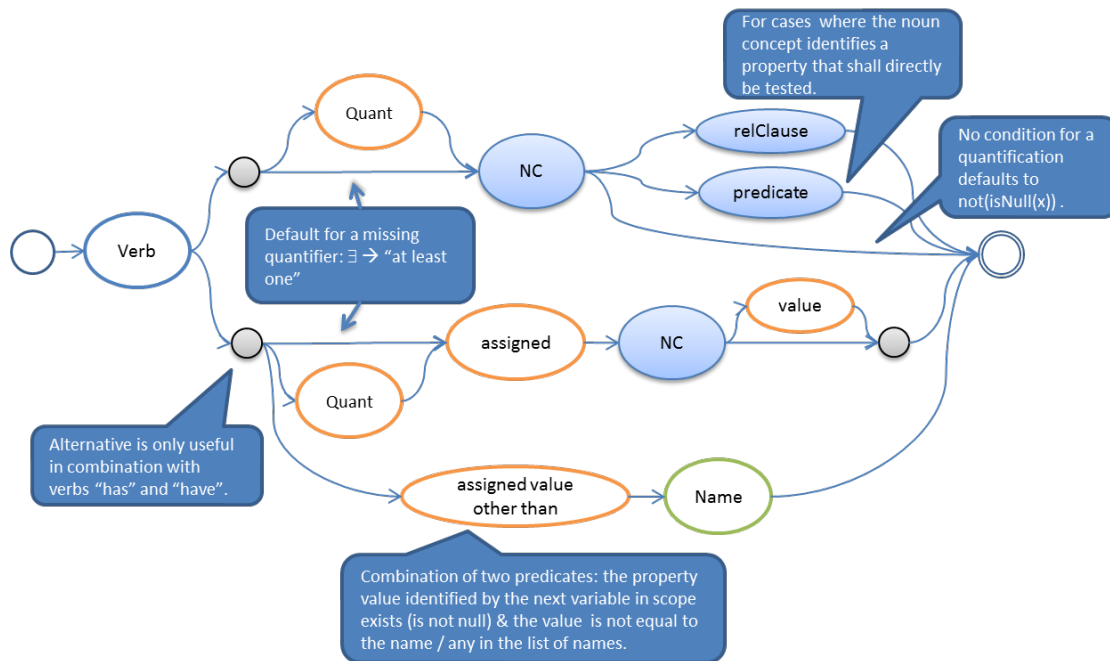 For cases where the noun
concept identifies a
property that shall directly
be tested.
Quant
relClause
No condition for a
quantification
defaults to
not(isNull(x)) .
NC
predicate
Verb
Default for a missing
quantifier: ∃ → “at least
one”
value
assigned
NC
Quant
Alternative is only useful
in combination with
verbs “has” and “have”.
assigned value
other than
Name
Combination of two predicates: the property
value identified by the next variable in scope
exists (is not null) & the value  is not equal to
the name / any in the list of names.